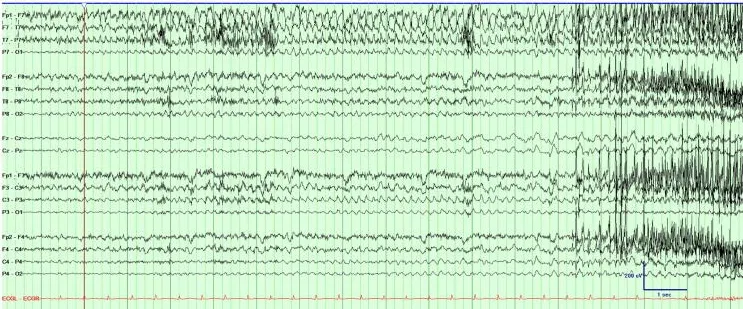 Fp1 - F7
F7 - T7
T7 - P7
P7 - O1
Fp2 - F8
F8 - T8
T8 - P8
P8 - O2
Fz - Cz
Cz - Pz
Fp1 - F3
F3 - C3
C3 - P3
P3 - O1
Fp2 - F4
F4 - C4
C4 - P4
P4 - O2
200 uV
1 sec
ECGL - ECGR